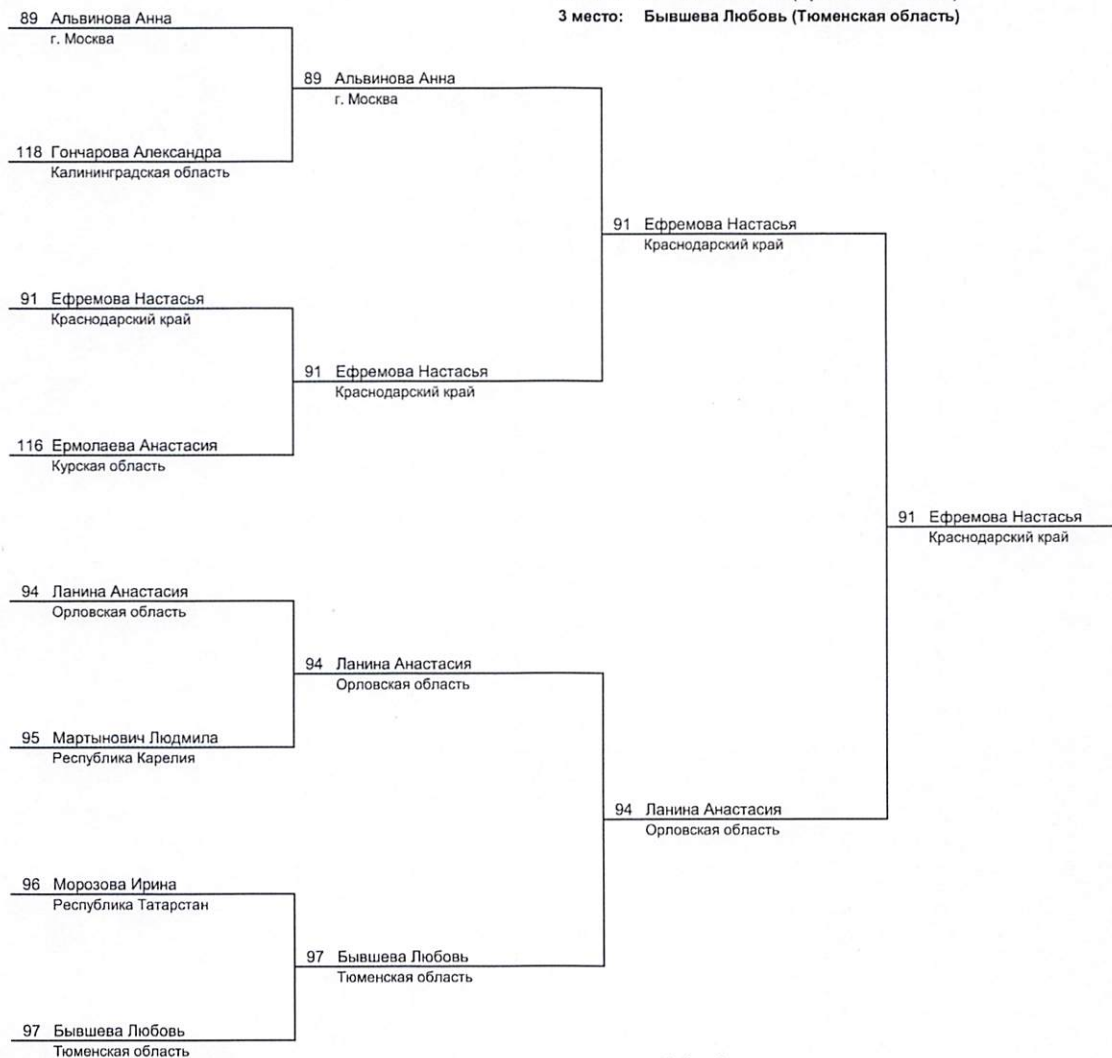 89 Альвинова Анна
г. Москва
3 место: Бывшева Любовь (Тюменская область)
89 Альвинова Анна
г. Москва
118 Гончарова Александра
Калининградская область
91 Ефремова Настасья
Краснодарский край
91 Ефремова Настасья
Краснодарский край
91 Ефремова Настасья
Краснодарский край
116 Ермолаева Анастасия
Курская область
91 Ефремова Настасья
Краснодарский край
94 Ланина Анастасия
Орловская область
94 Ланина Анастасия
Орловская область
95 Мартынович Людмила
Республика Карелия
94 Ланина Анастасия
Орловская область
96 Морозова Ирина
Республика Татарстан
97 Бывшева Любовь
Тюменская область
97 Бывшева Любовь
Тюменская область